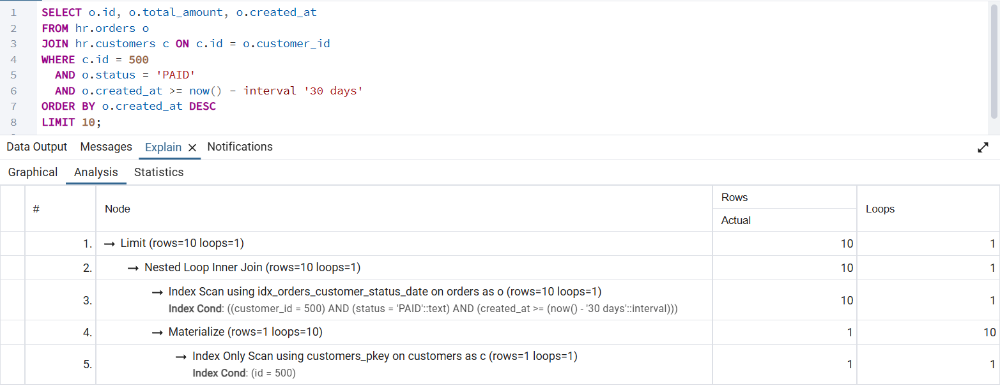 1 SELECT o.id, o.total_amount, o.created_at
2 FROM hr.orders o
3 JOIN hr.customers c ON c.id = o.customer_id
4 WHERE c.id = 500
5 AND o.status = 'PAID'
6 AND o.created_at >= now() - interval '30 days'
7 ORDER BY o.created_at DESC
8 LIMIT 10;
Data Output Messages Explain × Notifications
Graphical Analysis Statistics
# Node Rows Loops
Actual
1. → Limit (rows=10 loops=1) 10 1
2. → Nested Loop Inner Join (rows=10 loops=1) 10 1
3. → Index Scan using idx_orders_customer_status_date on orders as o (rows=10 loops=1) 10 1
Index Cond: ((customer_id = 500) AND (status = 'PAID'::text) AND (created_at >= (now() - '30 days'::interval)))
4. → Materialize (rows=1 loops=10) 1 10
5. → Index Only Scan using customers_pkey on customers as c (rows=1 loops=1) 1 1
Index Cond: (id = 500)